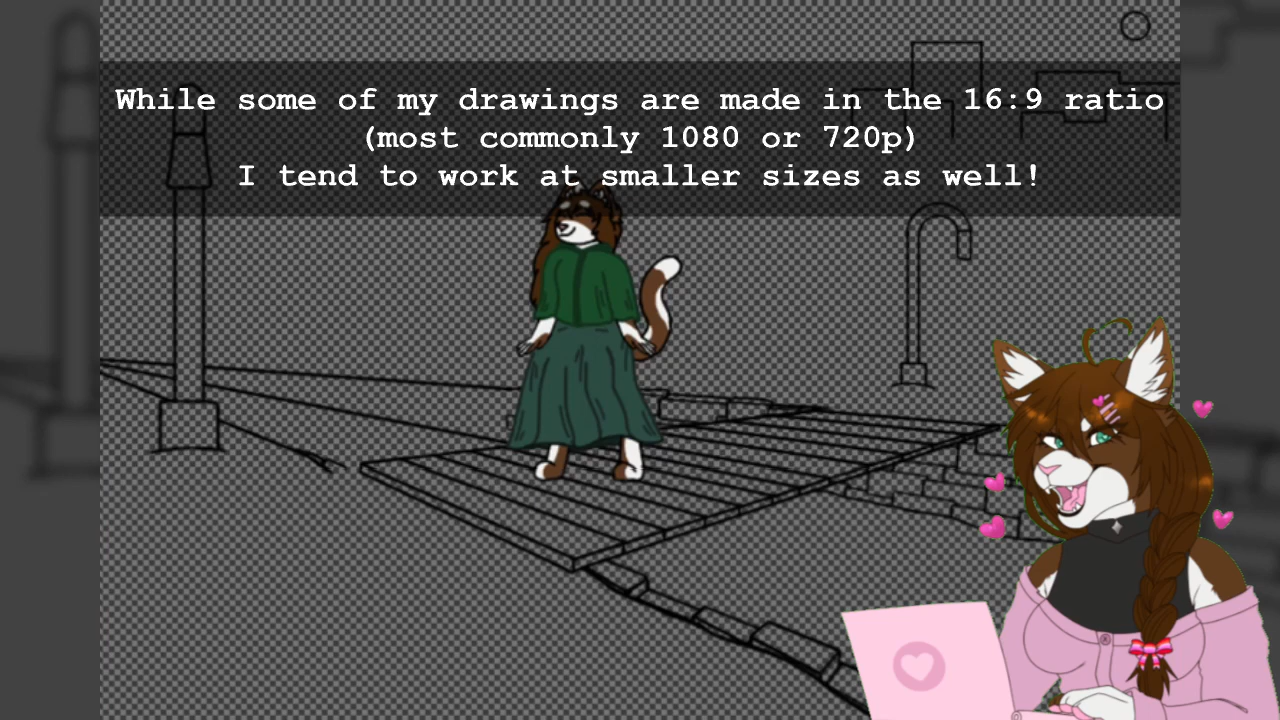 While some of my drawings are made in the 16:9 ratio
(most commonly 1080 or 720p)
I tend to work at smaller sizes as well!